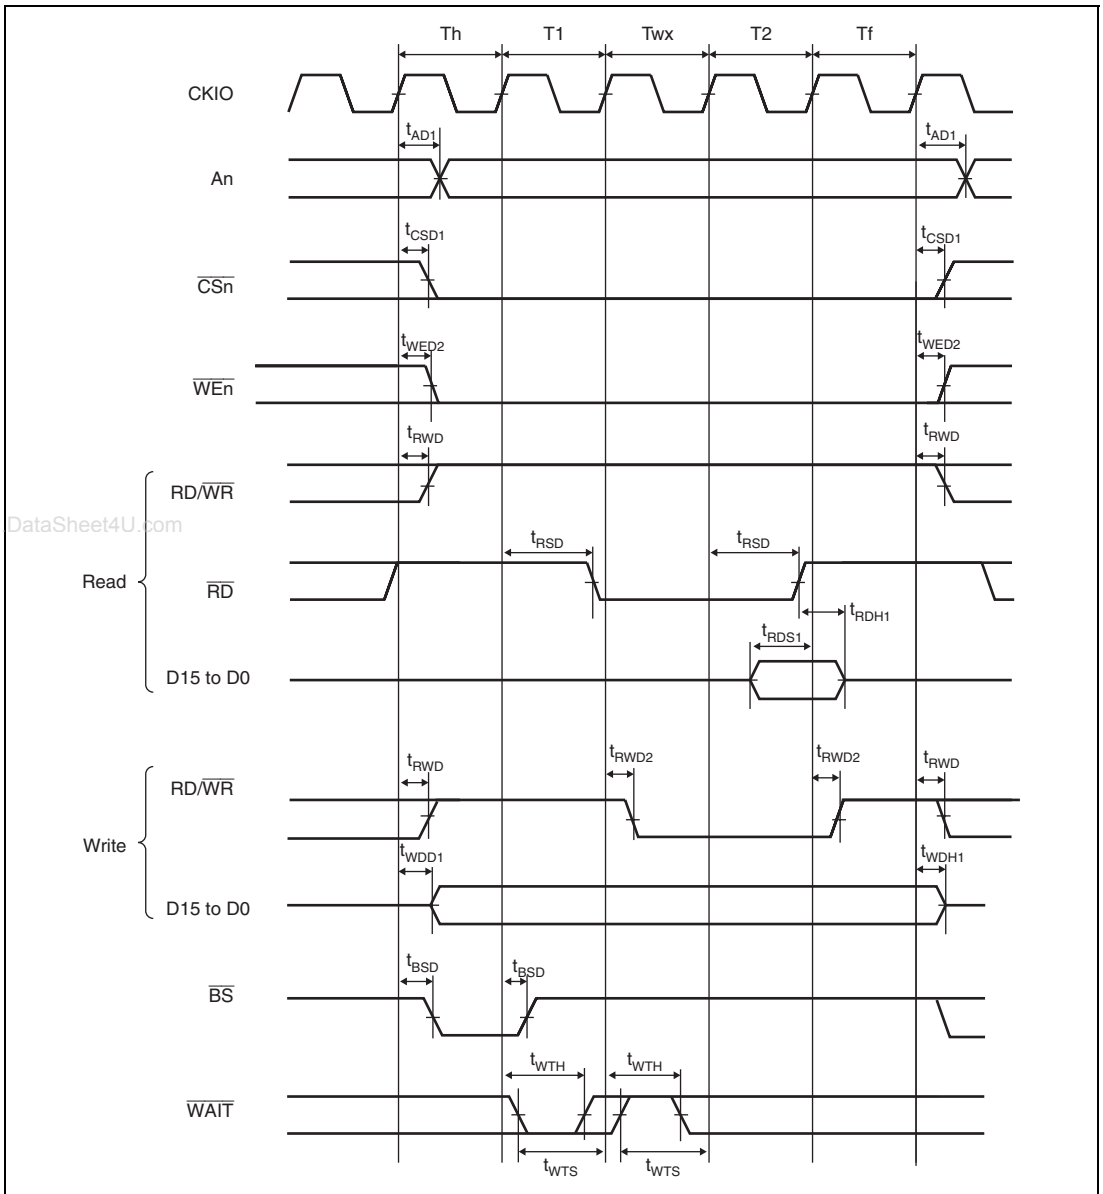 Th T1 Twx T2 Tf
CKIO
tAD1 tAD1
An
tCSD1 tCSD1
CSn
tWED2 tWED2
WEn
tRWD tRWD
RD/WR
DataSheet4U.com
tRSD tRSD
Read
RD
tRDH1
tRDS1
D15 to D0
tRWD tRWD2 tRWD2 tRWD
RD/WR
Write
tWDD1 tWDH1
D15 to D0
tBSD tBSD
BS
tWTH tWTH
WAIT
tWTS tWTS